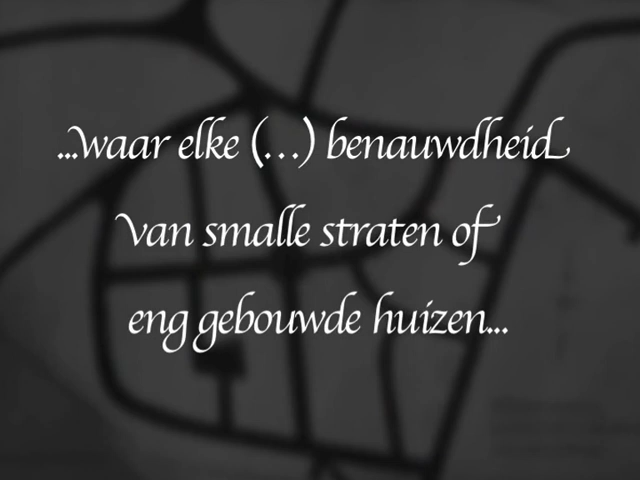 ...waar elke (...) benauwdheid
van smalle straten of
eng gebouwde huizen...